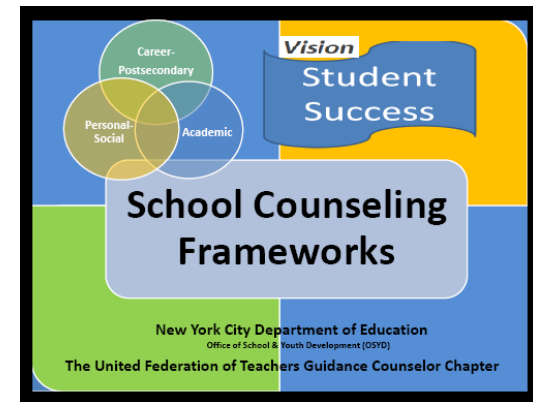 Career-
Postsecondary
Personal-
Social
Academic
Vision
Student
Success
School Counseling
Frameworks
New York City Department of Education
Office of School & Youth Development (OSYD)
The United Federation of Teachers Guidance Counselor Chapter